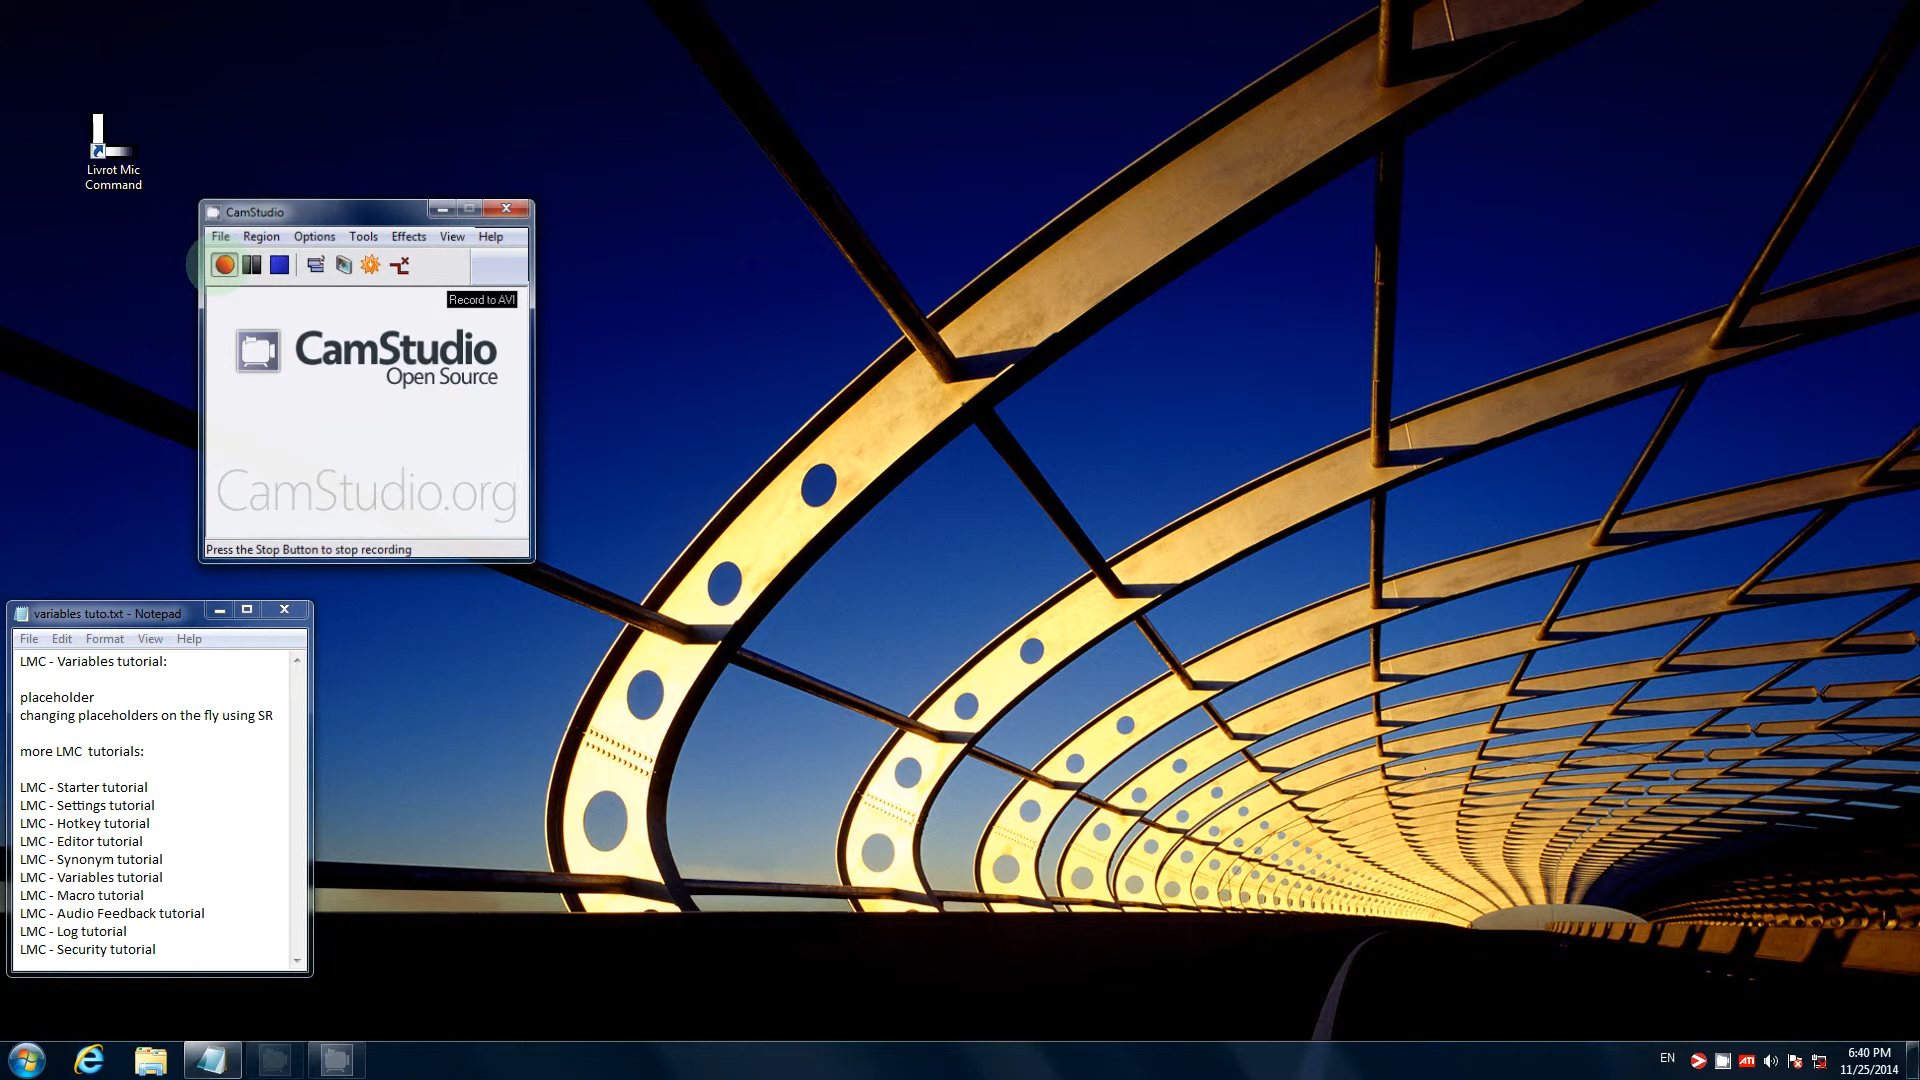 Livrot Mic
Command
CamStudio
File Region Options Tools Effects View Help
Record to AVI
CamStudio
Open Source
CamStudio.org
Press the Stop Button to stop recording
variables tuto.txt - Notepad
File Edit Format View Help
LMC - Variables tutorial:
placeholder
changing placeholders on the fly using SR
more LMC  tutorials:
LMC - Starter tutorial
LMC - Settings tutorial
LMC - Hotkey tutorial
LMC - Editor tutorial
LMC - Synonym tutorial
LMC - Variables tutorial
LMC - Macro tutorial
LMC - Audio Feedback tutorial
LMC - Log tutorial
LMC - Security tutorial
EN
ATI
6:40 PM
11/25/2014